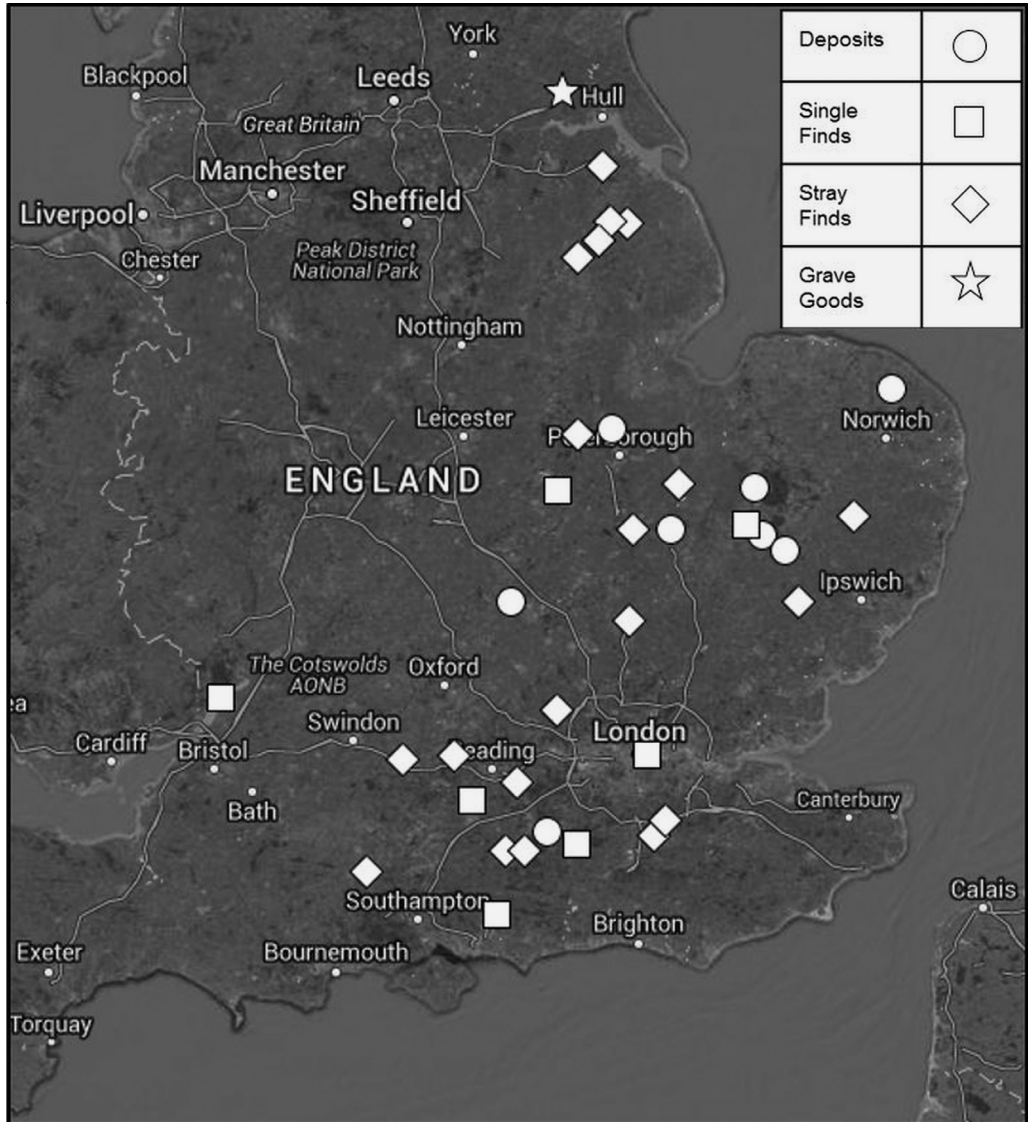 York
Blackpool
Leeds
Hull
Great Britain
Manchester
Sheffield
Liverpool
Peak District
National Park
Chester
Nottingham
Leicester
Norwich
ENGLAND
Ipswich
The Cotswolds
AONB
Oxford
Swindon
London
Cardiff
Bristol
Bath
Canterbury
Southampton
Brighton
Bournemouth
Calais
Exeter
Torquay
Deposits
Single
Finds
Stray
Finds
Grave
Goods